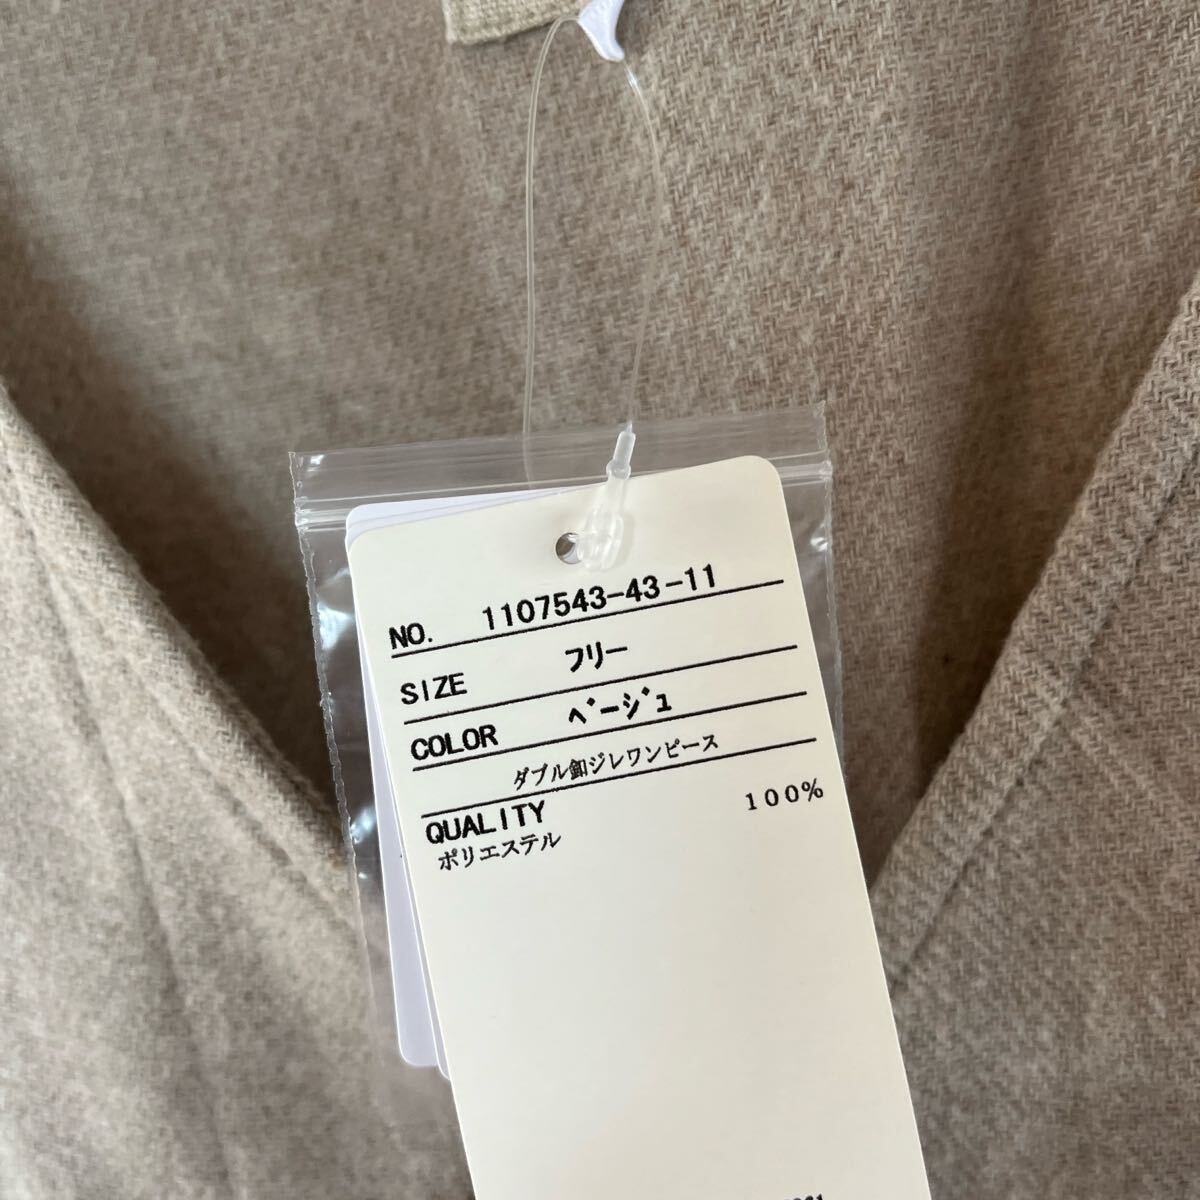 NO. 1107543-43-11
SIZE フリー
COLOR ﾍﾞｰｼﾞｭ
ダブル釦ジレワンピース
QUALITY
ポリエステル 100%